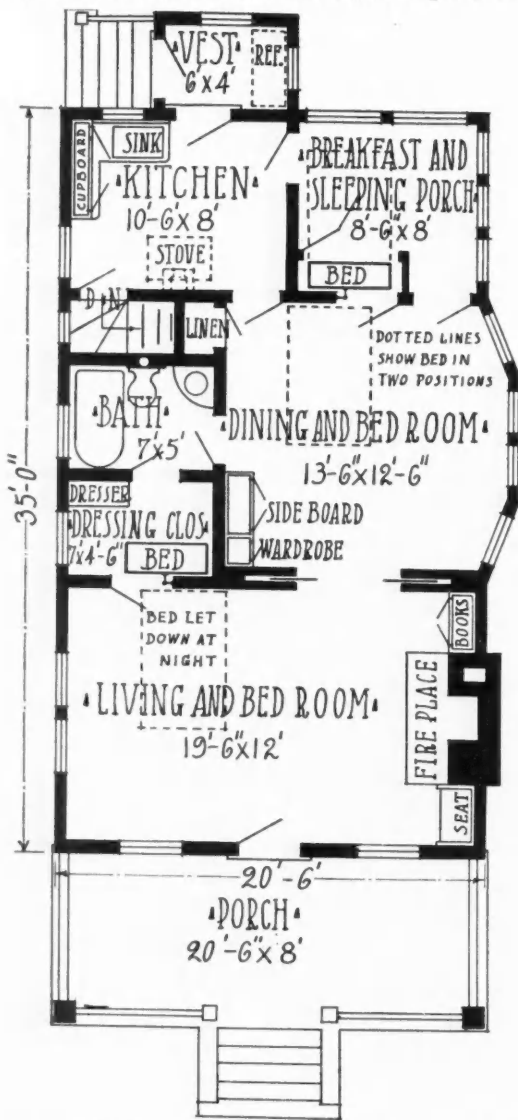 VEST
6'X4'
REF.
CUPBOARD
SINK
KITCHEN
10'-6'X 8'
STOVE
BREAKFAST AND
SLEEPING PORCH
8'-6"X 8'
BED
DN
LINEN
DOTTED LINES
SHOW BED IN
TWO POSITIONS
BATH
7'X5'
DINING AND BED ROOM
13'-6"X12'-6"
DRESSER
DRESSING CLOS
7'X4'-6"
BED
SIDE BOARD
WARDROBE
35'-0"
BED LET
DOWN AT
NIGHT
BOOKS
LIVING AND BED ROOM
19'-6"X12'
FIRE PLACE
SEAT
20'-6'
PORCH
20'-6"X 8'